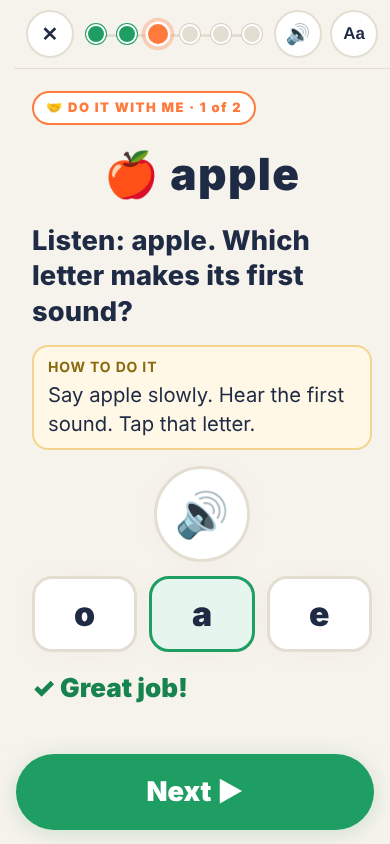 ✕ Aa
🤝 DO IT WITH ME · 1 of 2
🍎 apple
Listen: apple. Which
letter makes its first
sound?
HOW TO DO IT
Say apple slowly. Hear the first
sound. Tap that letter.
o a e
✓ Great job!
Next ▶